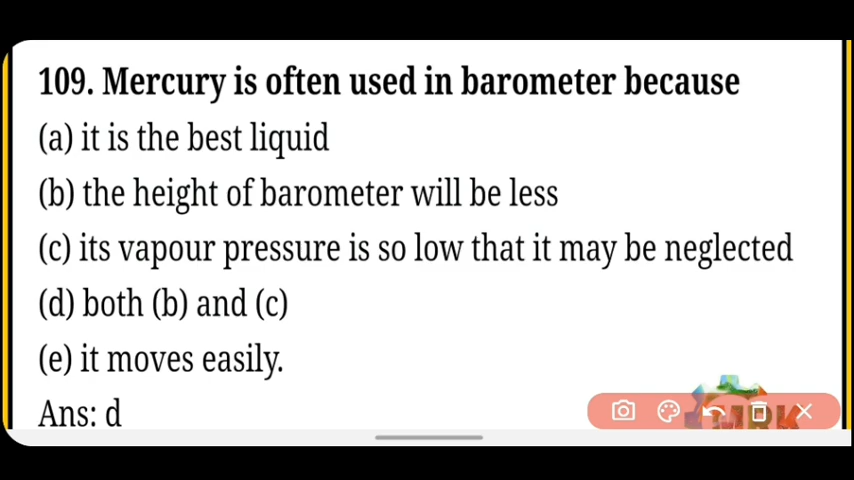 109. Mercury is often used in barometer because
(a) it is the best liquid
(b) the height of barometer will be less
(c) its vapour pressure is so low that it may be neglected
(d) both (b) and (c)
(e) it moves easily.
Ans: d